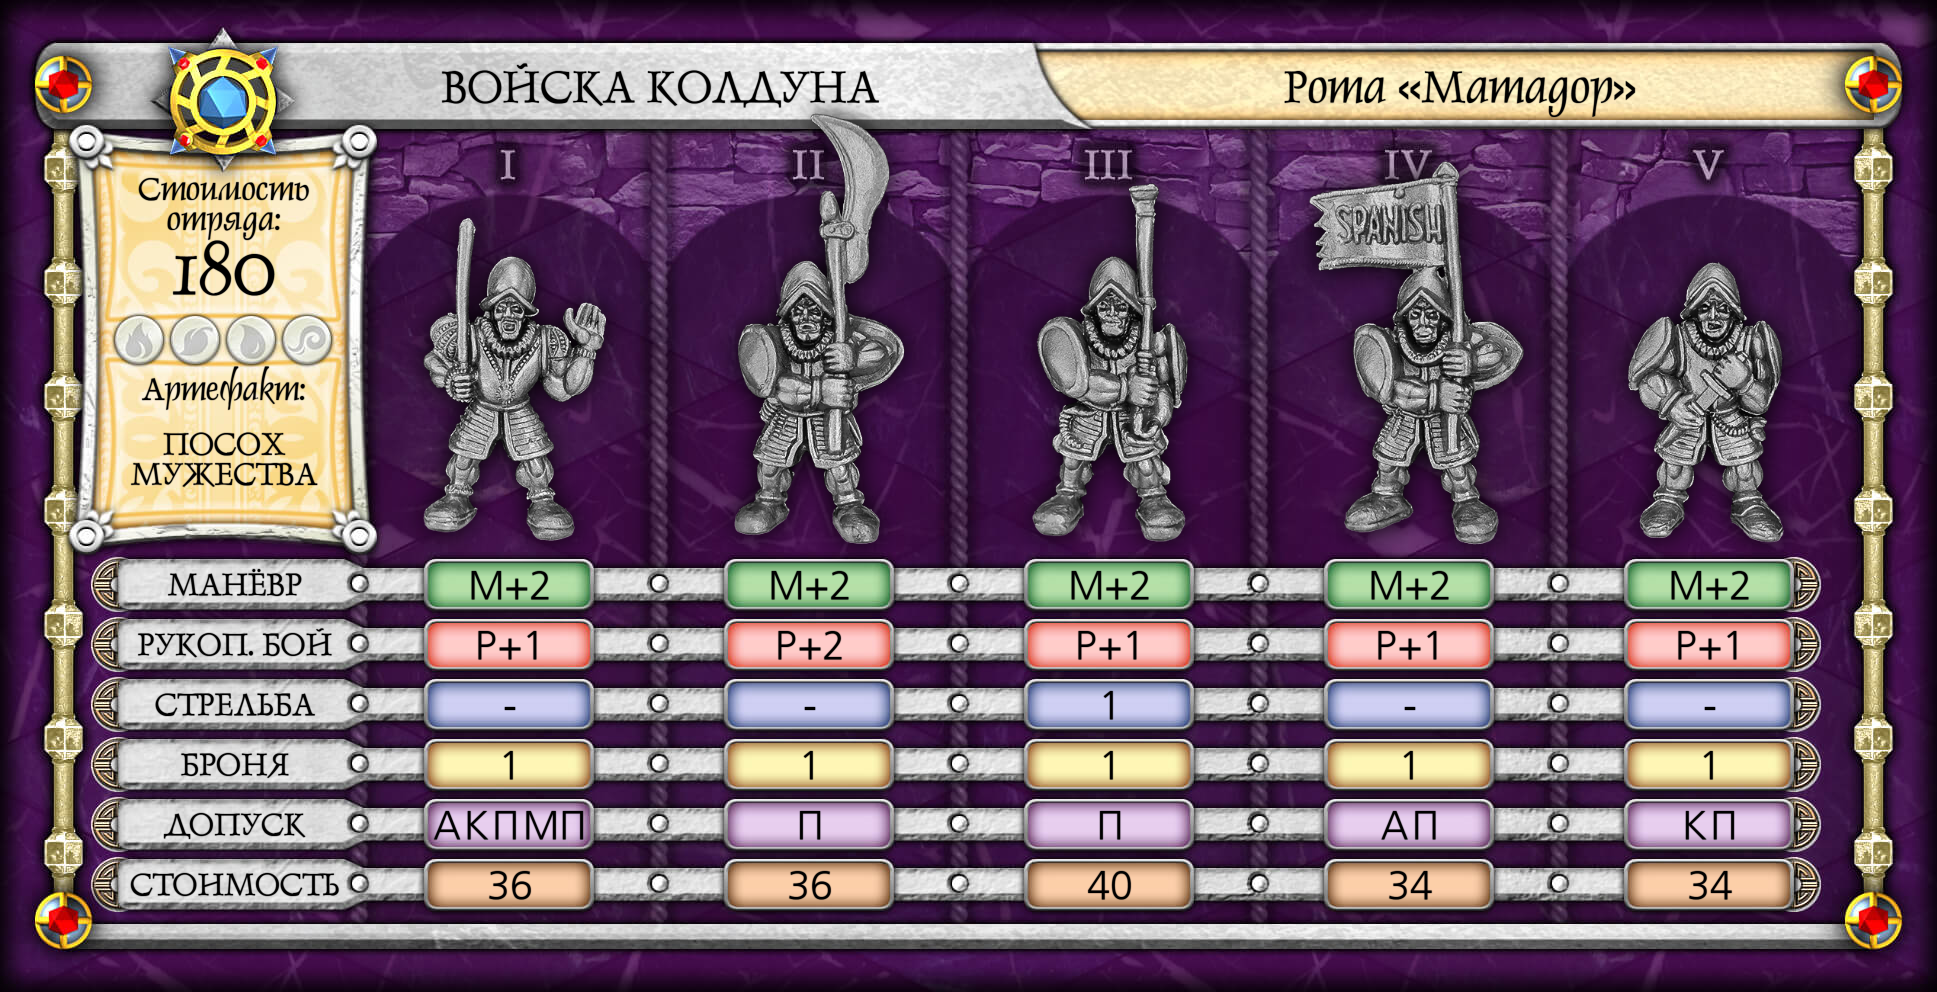 ВОЙСКА КОЛДУНА
Рота «Матадор»
Стоимость
отряда:
180
Артефакт:
ПОСОХ
МУЖЕСТВА
I II III IV V
SPANISH
МАНЁВР М+2 М+2 М+2 М+2 М+2
РУКОП. БОЙ Р+1 Р+2 Р+1 Р+1 Р+1
СТРЕЛЬБА - - 1 - -
БРОНЯ 1 1 1 1 1
ДОПУСК АКПМП П П АП КП
СТОИМОСТЬ 36 36 40 34 34